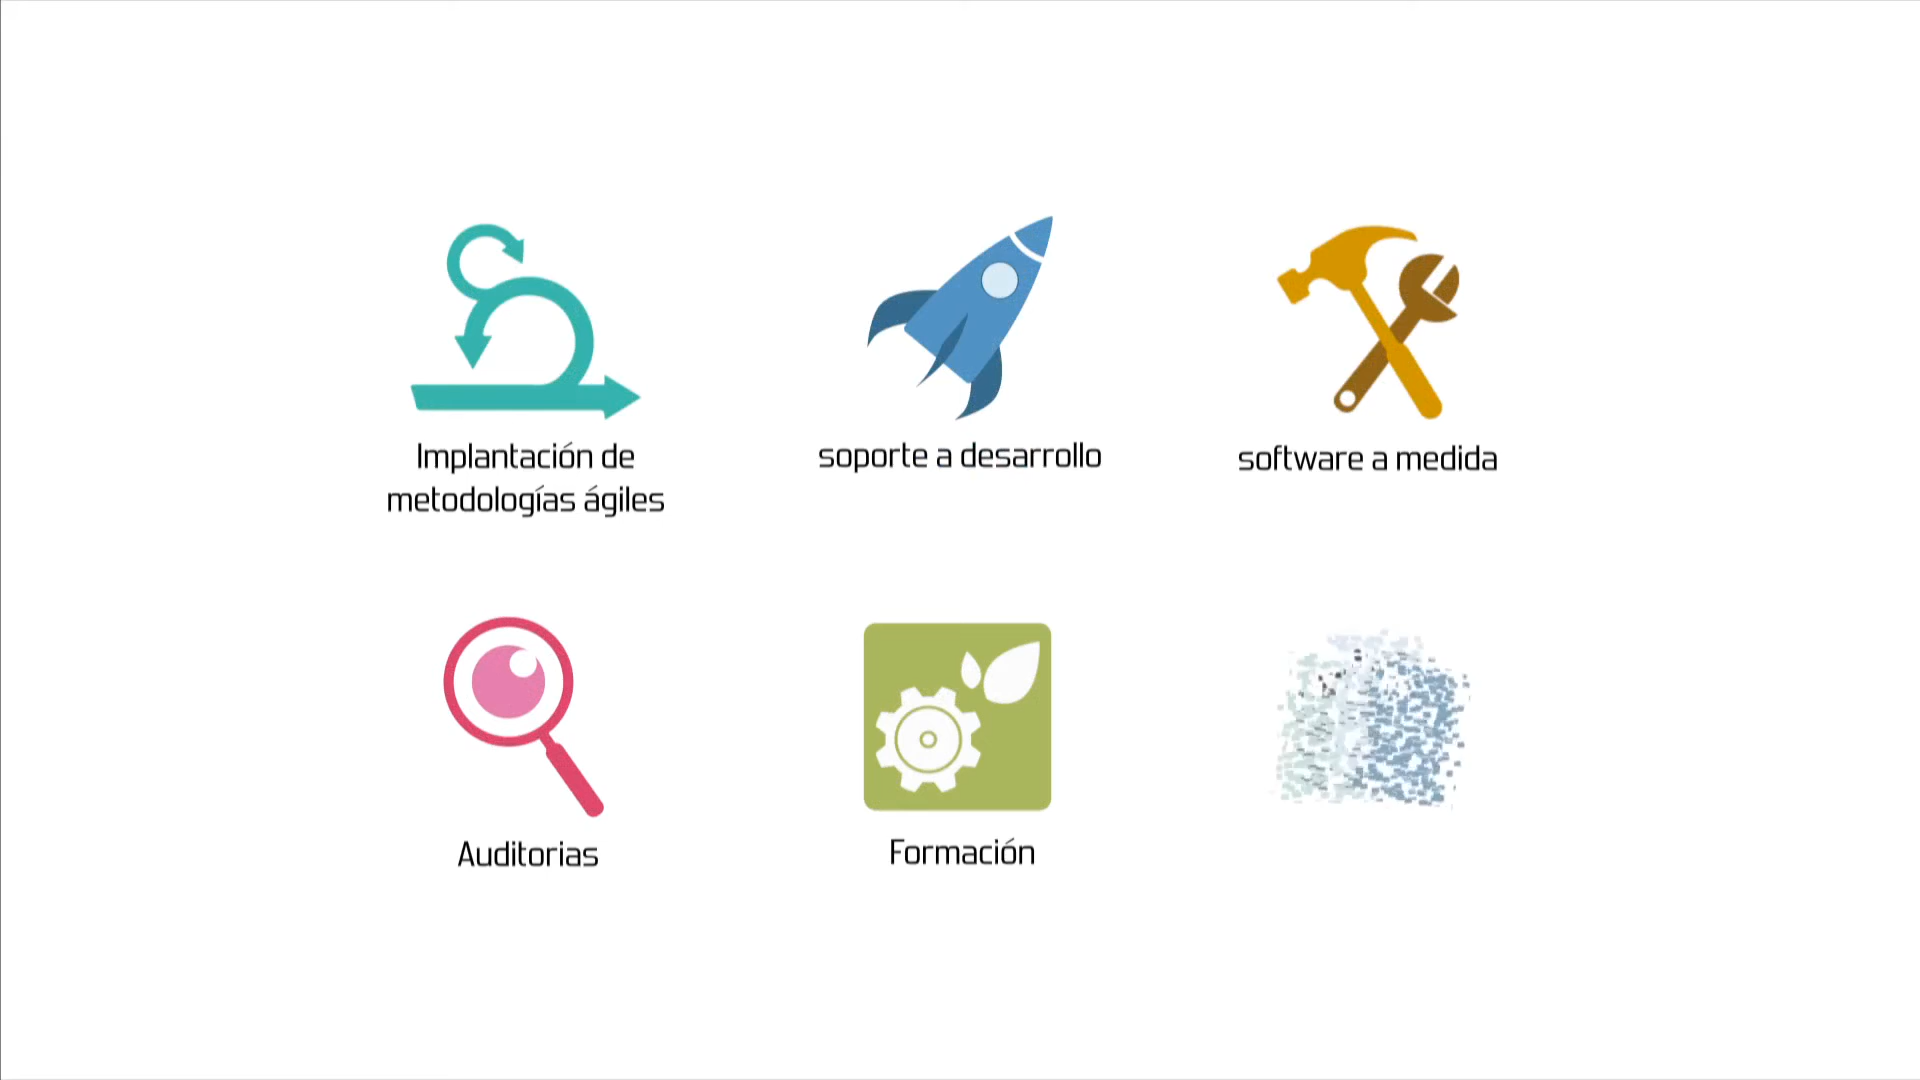 Implantación de
metodologías ágiles
soporte a desarrollo
software a medida
Auditorias
Formación